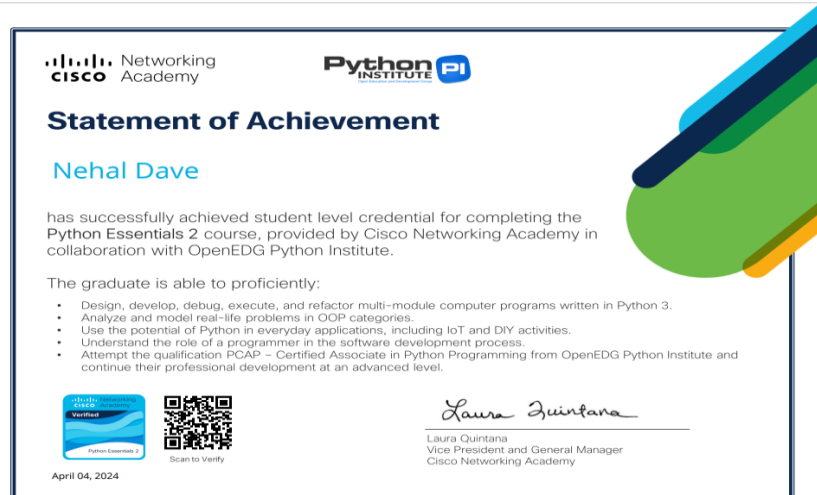 Networking
CISCO Academy
Python PI
INSTITUTE
Open Education and Development Group
Statement of Achievement
Nehal Dave
has successfully achieved student level credential for completing the
Python Essentials 2 course, provided by Cisco Networking Academy in
collaboration with OpenEDG Python Institute.
The graduate is able to proficiently:
• Design, develop, debug, execute, and refactor multi-module computer programs written in Python 3.
• Analyze and model real-life problems in OOP categories.
• Use the potential of Python in everyday applications, including IoT and DIY activities.
• Understand the role of a programmer in the software development process.
• Attempt the qualification PCAP – Certified Associate in Python Programming from OpenEDG Python Institute and
continue their professional development at an advanced level.
Networking
CISCO Academy
Verified
Python Essentials 2
Scan to Verify
April 04, 2024
Laura Quintana
Laura Quintana
Vice President and General Manager
Cisco Networking Academy